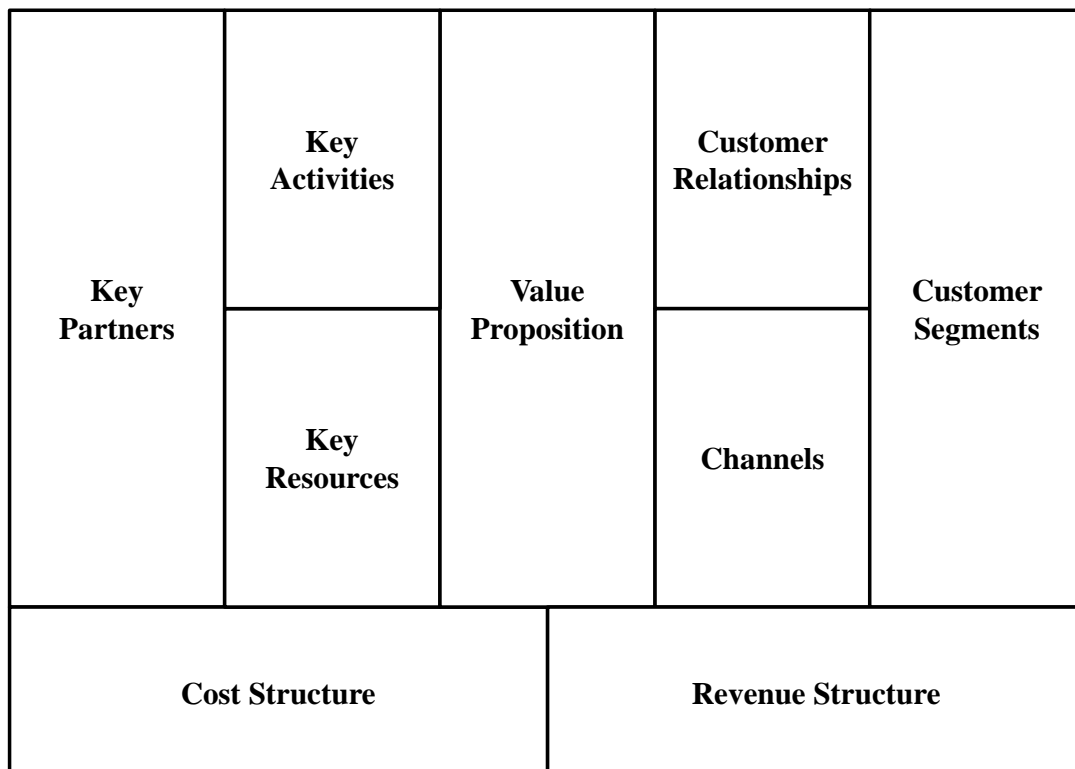 Key
Partners
Key
Activities
Key
Resources
Value
Proposition
Customer
Relationships
Channels
Customer
Segments
Cost Structure
Revenue Structure